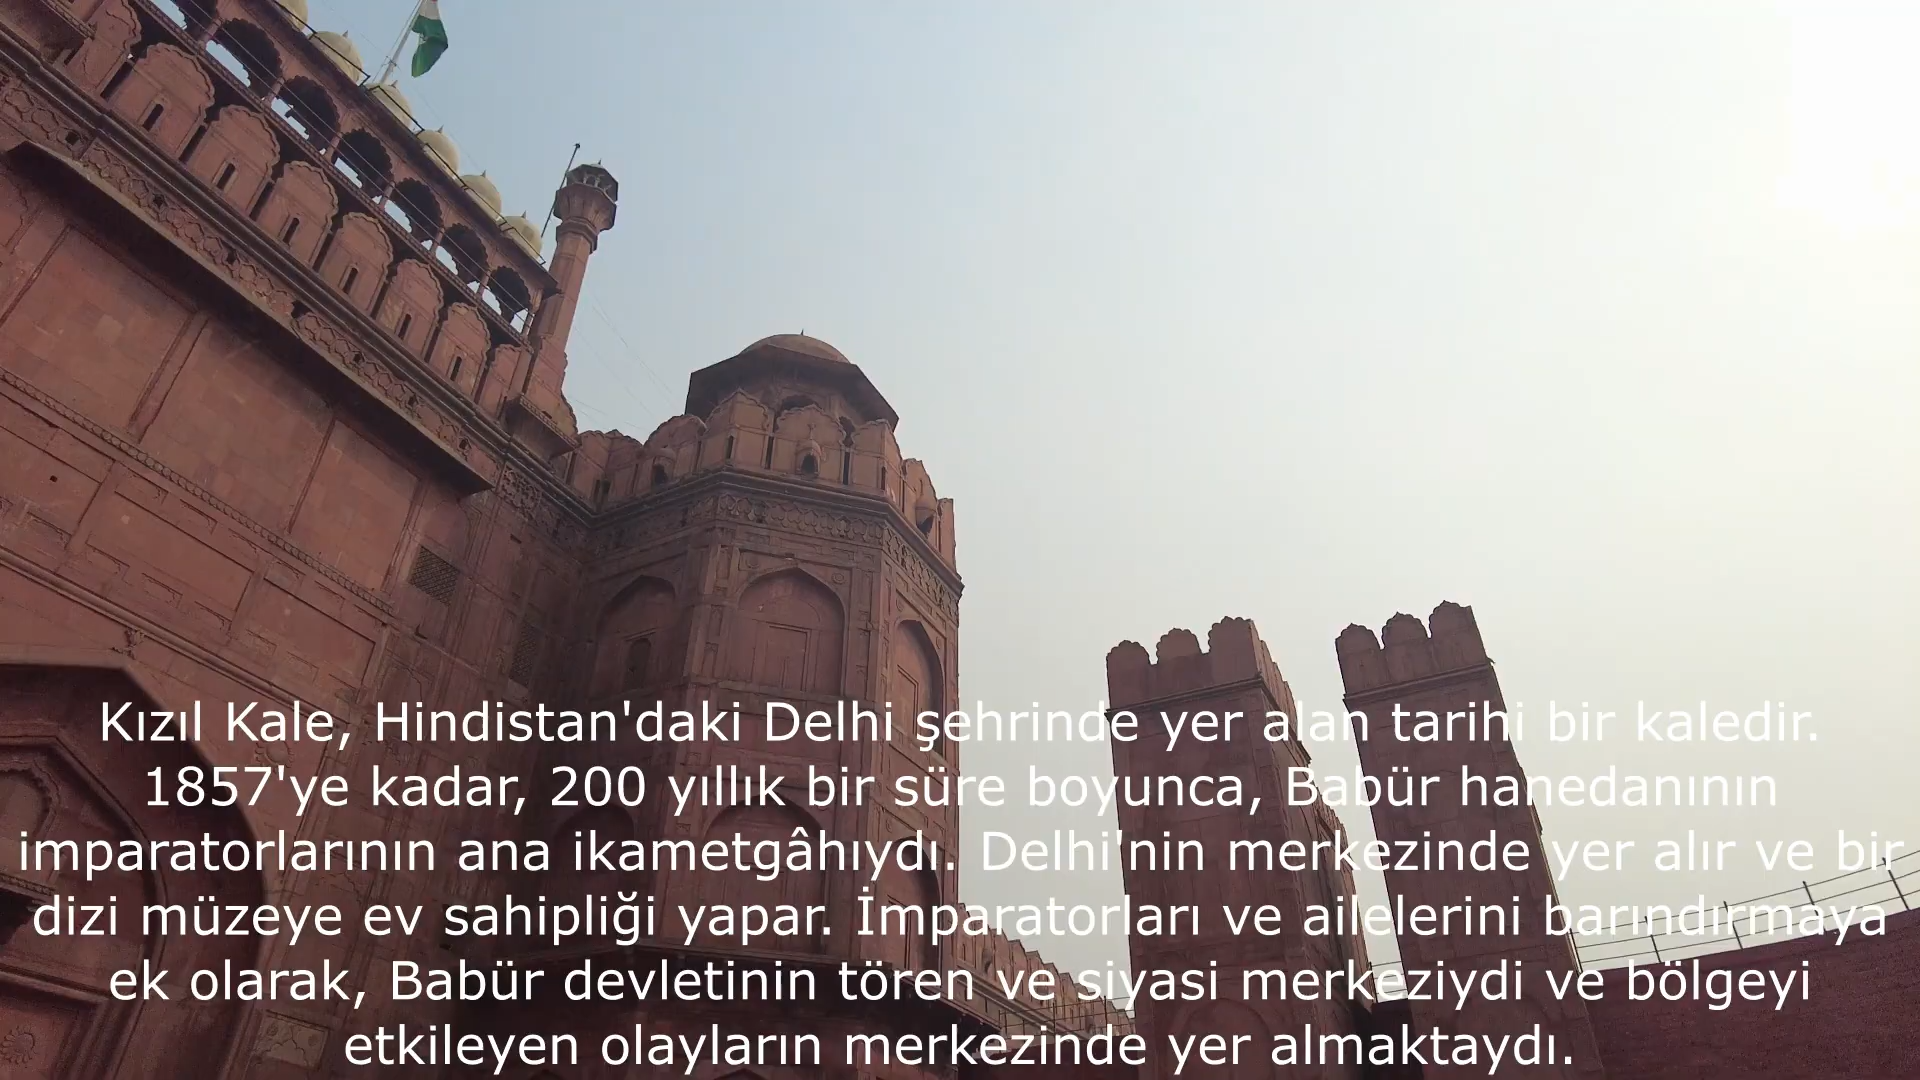 Kızıl Kale, Hindistan'daki Delhi şehrinde yer alan tarihi bir kaledir.
1857'ye kadar, 200 yıllık bir süre boyunca, Babür hanedanının
imparatorlarının ana ikametgâhıydı. Delhi'nin merkezinde yer alır ve bir
dizi müzeye ev sahipliği yapar. İmparatorları ve ailelerini barındırmaya
ek olarak, Babür devletinin tören ve siyasi merkeziydi ve bölgeyi
etkileyen olayların merkezinde yer almaktaydı.